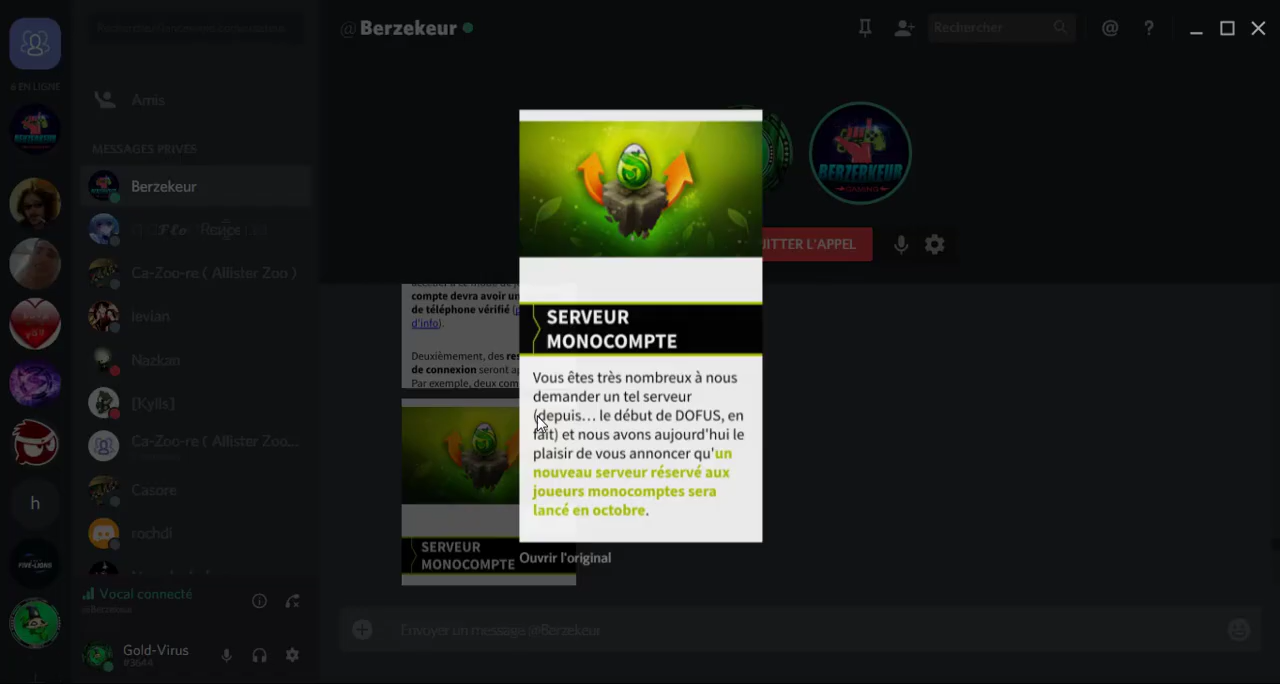 @Berzekeur
Rechercher
@
?
EN LIGNE
Amis
MESSAGES PRIVÉS
Berzekeur
Ca-Zoo-re ( Allister Zoo )
levian
Nazkan
[Kylls]
Ca-Zoo-re ( Allister Zoo...
Casore
rochdi
h
Vocal connecté
@Berzekeur
Gold-Virus
#3644
BERZERKEUR
GAMING
ITTER L'APPEL
compte devra avoir un
de téléphone vérifié (
d'info).
Deuxièmement, des res
de connexion seront a
Par exemple, deux com
SERVEUR
MONOCOMPTE
SERVEUR
MONOCOMPTE
Vous êtes très nombreux à nous
demander un tel serveur
(depuis... le début de DOFUS, en
fait) et nous avons aujourd'hui le
plaisir de vous annoncer qu'un
nouveau serveur réservé aux
joueurs monocomptes sera
lancé en octobre.
Ouvrir l'original
Envoyer un message @Berzekeur